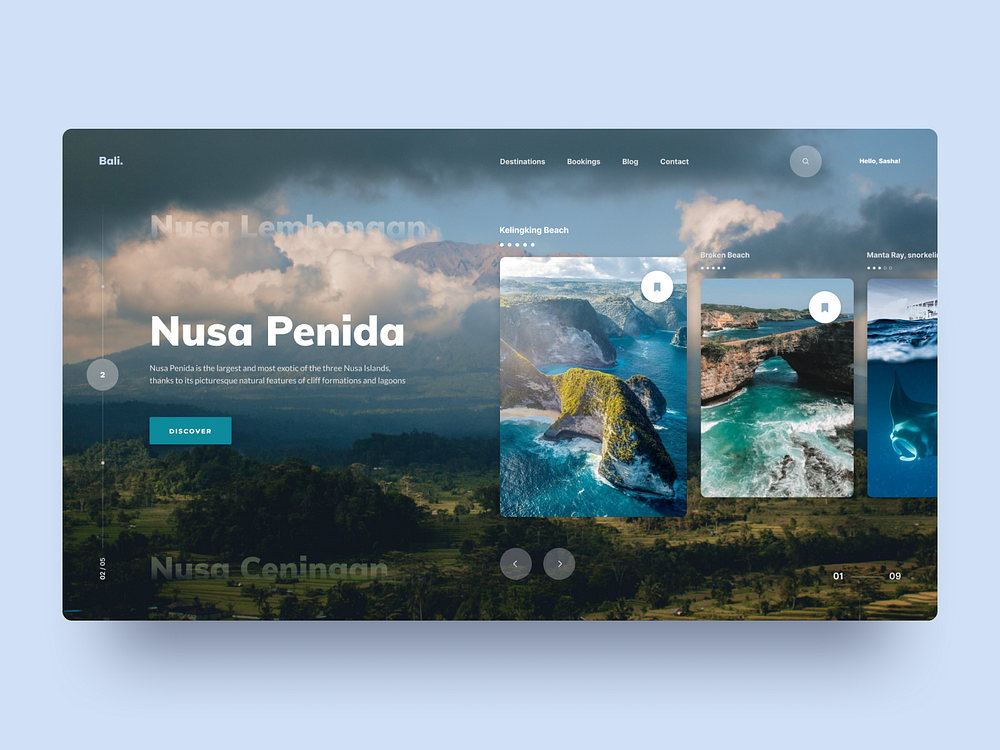 Bali.
Destinations
Bookings
Blog
Contact
Hello, Sasha!
Nusa Lembongan
Nusa Penida
Nusa Penida is the largest and most exotic of the three Nusa Islands,
thanks to its picturesque natural features of cliff formations and lagoons
DISCOVER
Nusa Ceningan
2
02 / 05
Kelingking Beach
Broken Beach
Manta Ray, snorkeli
01
09